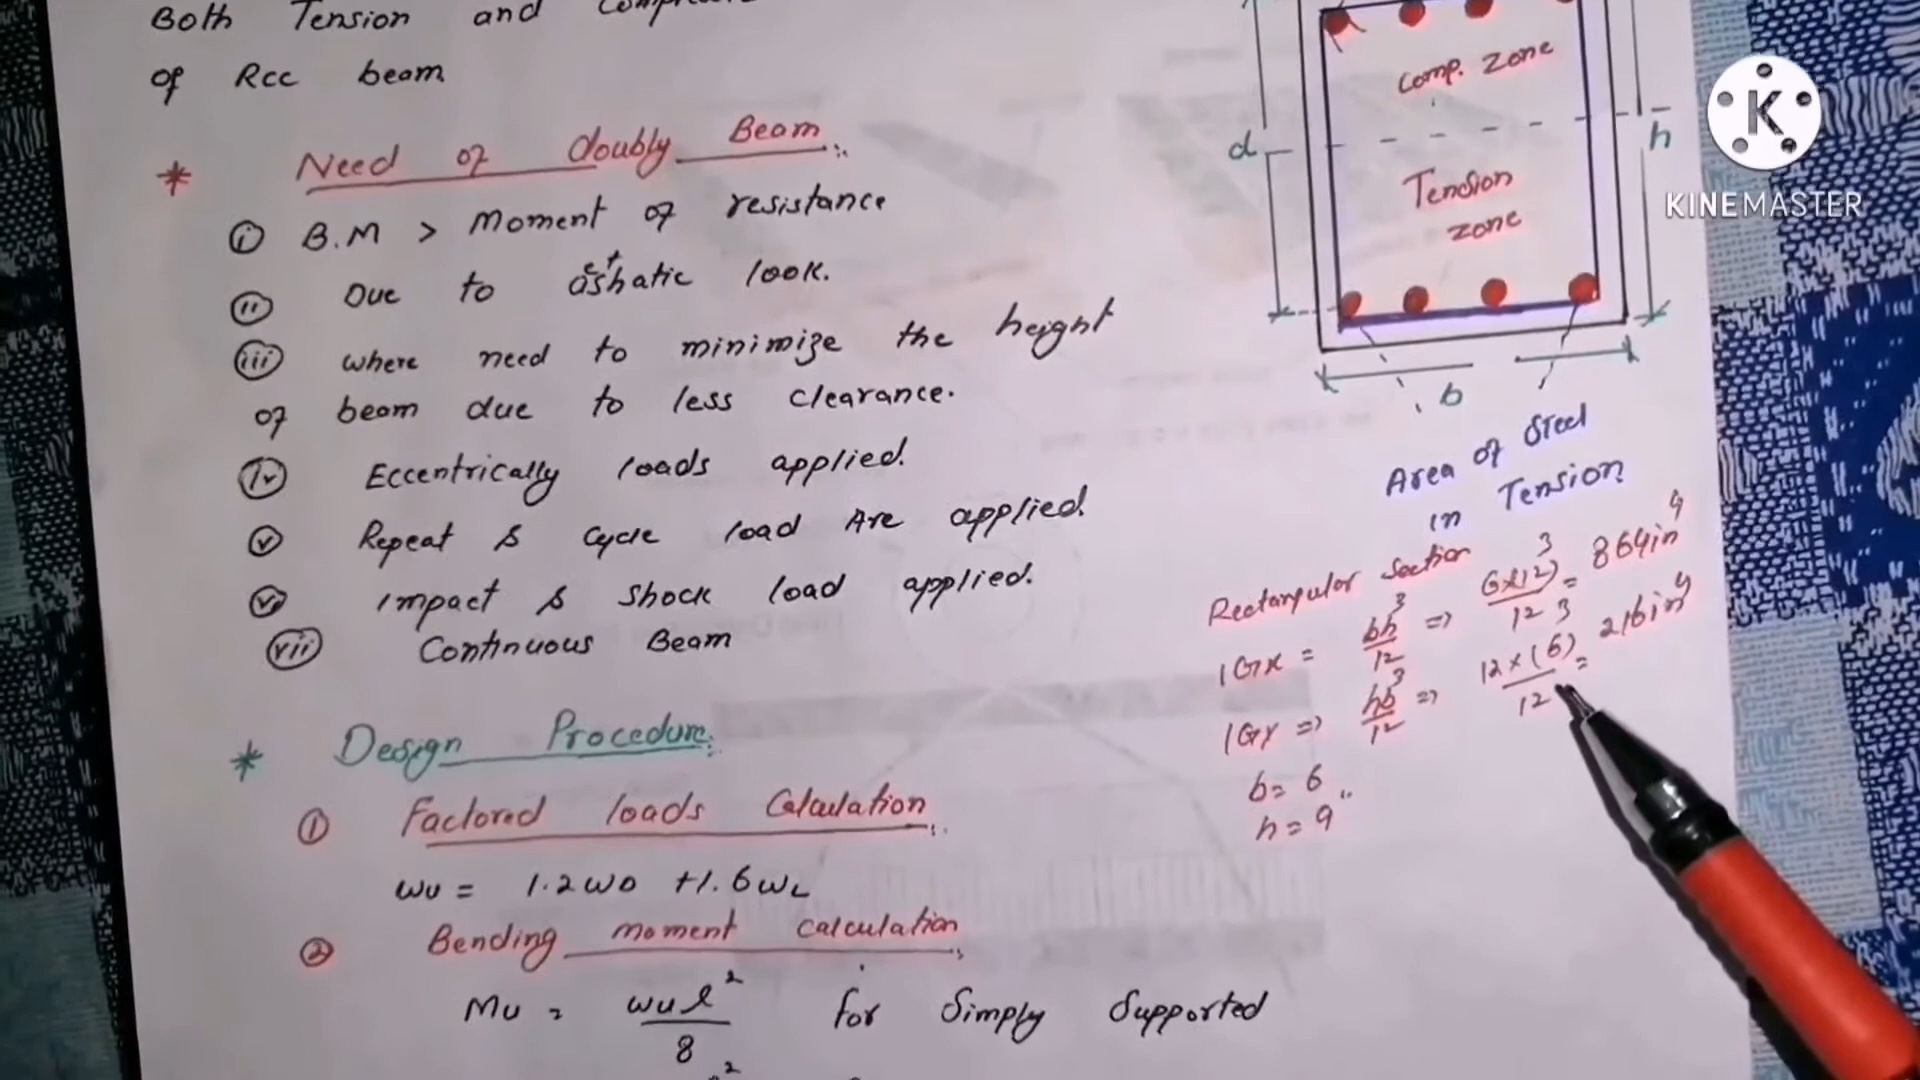 Both Tension and
of Rcc beam
* Need of doubly Beam
(i) B.M > Moment of resistance
(ii) Due to ashatic look.
et
(iii) where need to minimize the height
of beam due to less clearance.
(iv) Eccentrically loads applied.
(v) Repeat & Cycle load Are applied.
(vi) Impact & Shock load applied.
(vii) Continuous Beam
* Design Procedure:
① Factored loads Calculation
wu = 1.2wD + 1.6wL
② Bending moment calculation
Mu = wul²/8 for Simply Supported
Comp. zone
Tension
zone
d
h
b
Area of Steel
in Tension
Rectangular section
IGx = bh³/12 => 6x(12)³/12 = 864in⁴
IGY => hb³/12 => 12x(6)³/12 = 216in⁴
b= 6
h = 9"
K
KINEMASTER